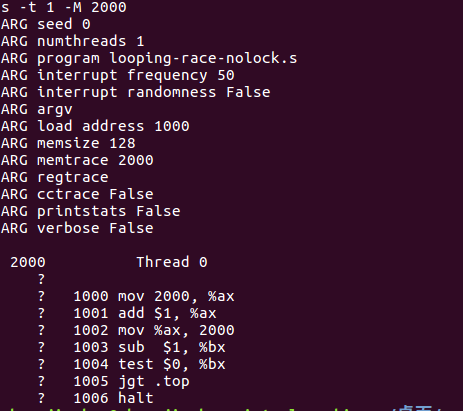 s -t 1 -M 2000
ARG seed 0
ARG numthreads 1
ARG program looping-race-nolock.s
ARG interrupt frequency 50
ARG interrupt randomness False
ARG argv
ARG load address 1000
ARG memsize 128
ARG memtrace 2000
ARG regtrace
ARG cctrace False
ARG printstats False
ARG verbose False
2000 Thread 0
?
? 1000 mov 2000, %ax
? 1001 add $1, %ax
? 1002 mov %ax, 2000
? 1003 sub $1, %bx
? 1004 test $0, %bx
? 1005 jgt .top
? 1006 halt